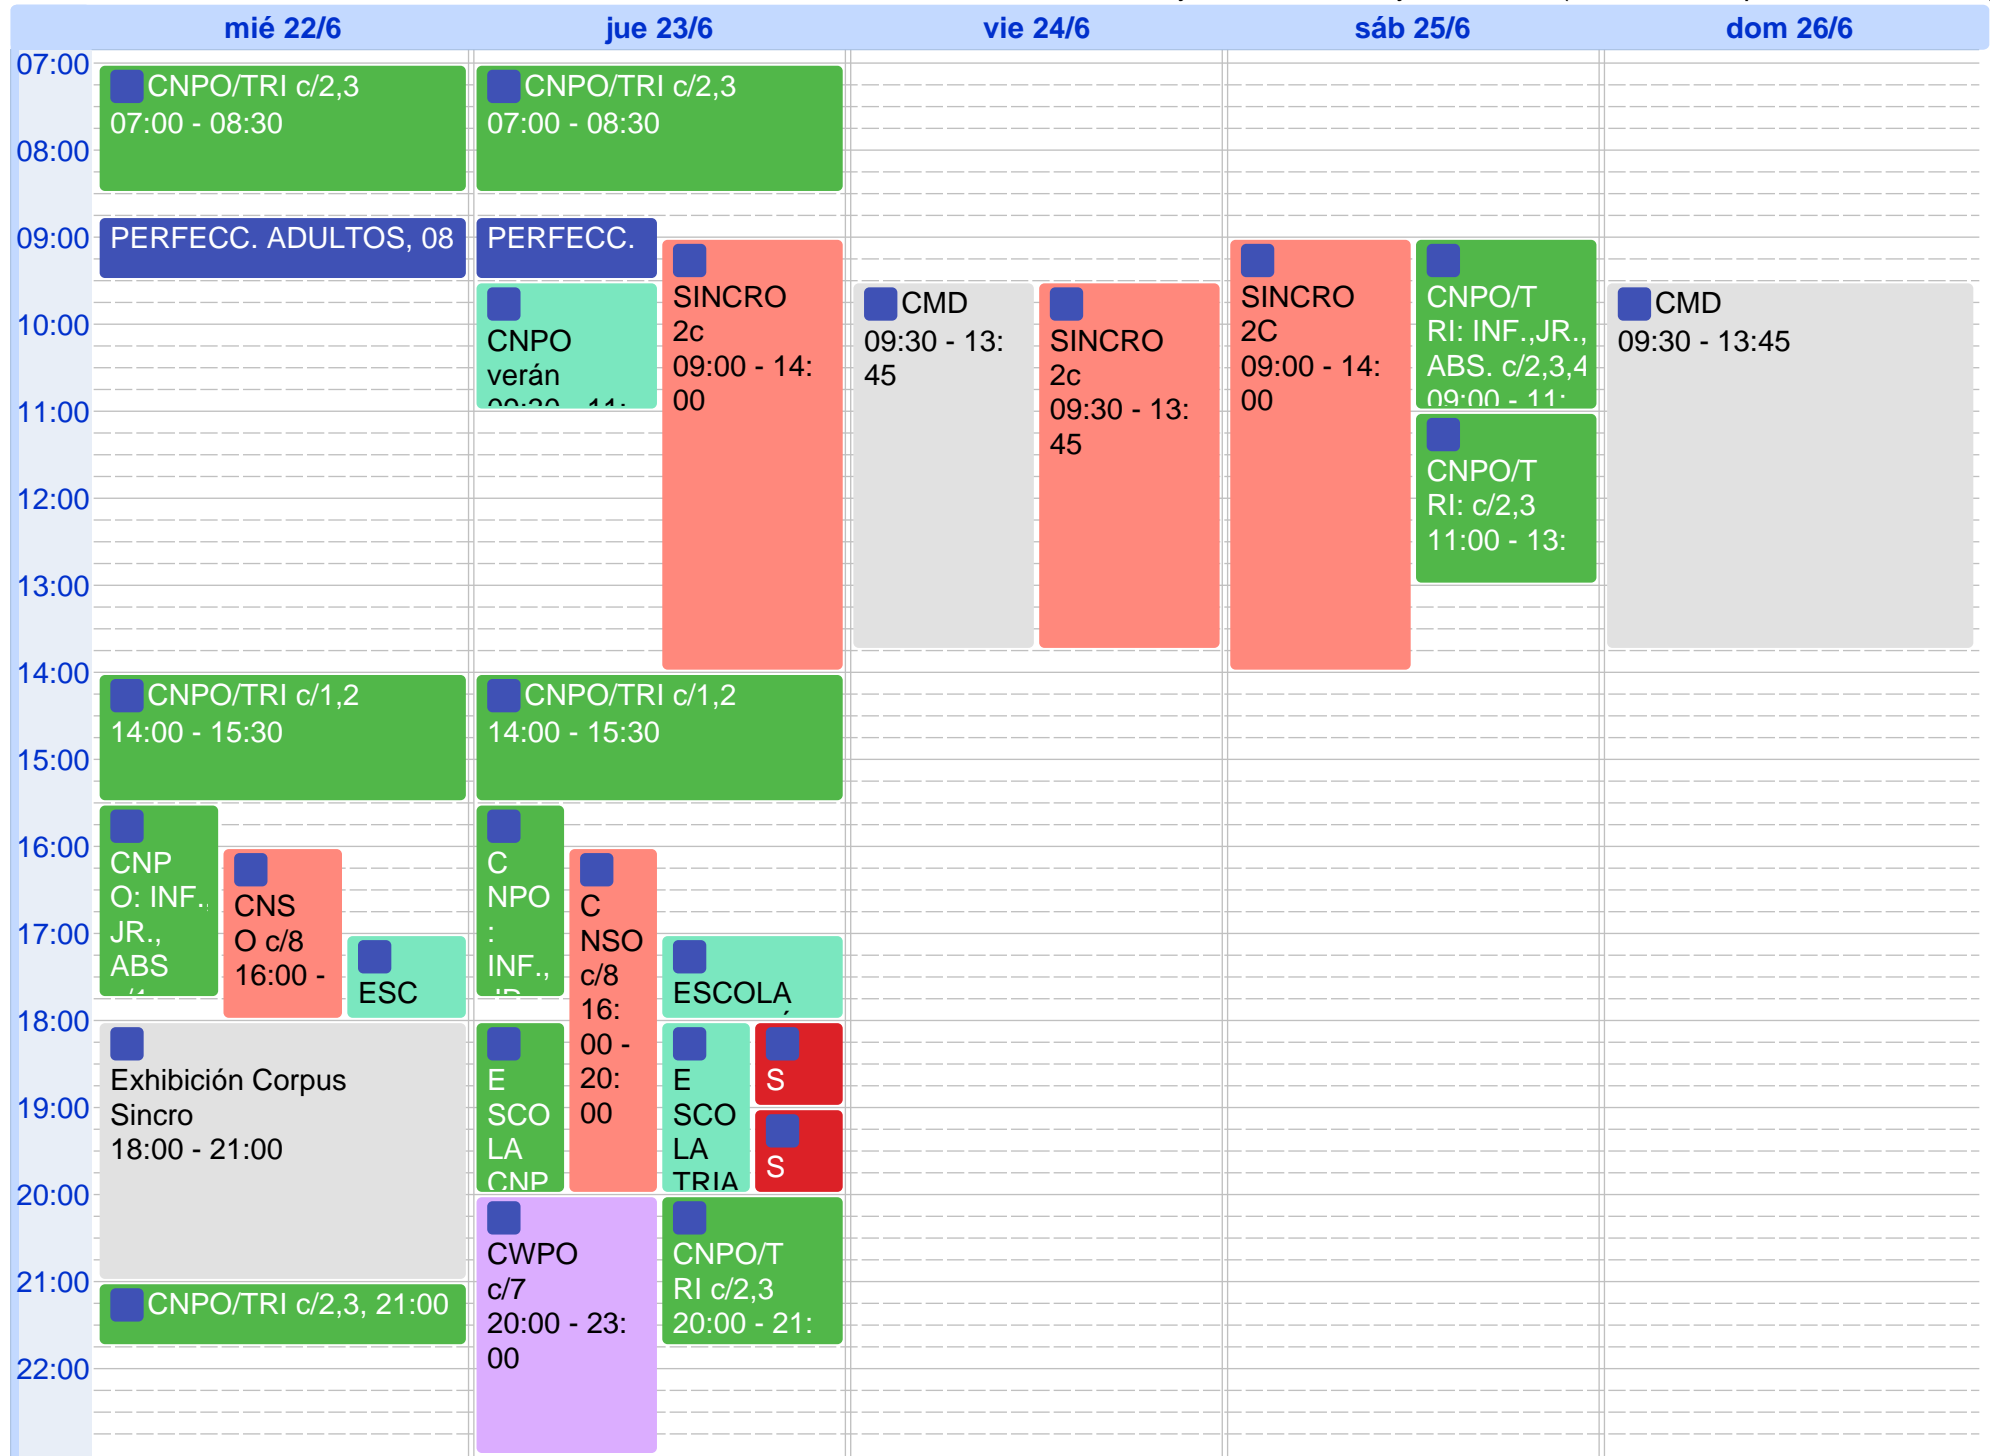 mié 22/6
jue 23/6
vie 24/6
sáb 25/6
dom 26/6
07:00
08:00
09:00
10:00
11:00
12:00
13:00
14:00
15:00
16:00
17:00
18:00
19:00
20:00
21:00
22:00
CNPO/TRI c/2,3
07:00 - 08:30
PERFECC. ADULTOS, 08
CNPO/TRI c/1,2
14:00 - 15:30
CNP
O: INF.,
JR.,
ABS
CNS
O c/8
16:00 -
ESC
Exhibición Corpus
Sincro
18:00 - 21:00
CNPO/TRI c/2,3, 21:00
CNPO/TRI c/2,3
07:00 - 08:30
PERFECC.
CNPO
verán
09:30 - 11:
SINCRO
2c
09:00 - 14:
00
CNPO/TRI c/1,2
14:00 - 15:30
C
NPO
:
INF.,
JR.
C
NSO
c/8
16:
00 -
20:
00
ESCOLA
E
SCO
LA
CNP
E
SCO
LA
TRIA
S
S
CWPO
c/7
20:00 - 23:
00
CNPO/T
RI c/2,3
20:00 - 21:
CMD
09:30 - 13:
45
SINCRO
2c
09:30 - 13:
45
SINCRO
2C
09:00 - 14:
00
CNPO/T
RI: INF.,JR.,
ABS. c/2,3,4
09:00 - 11:
CNPO/T
RI: c/2,3
11:00 - 13:
CMD
09:30 - 13:45